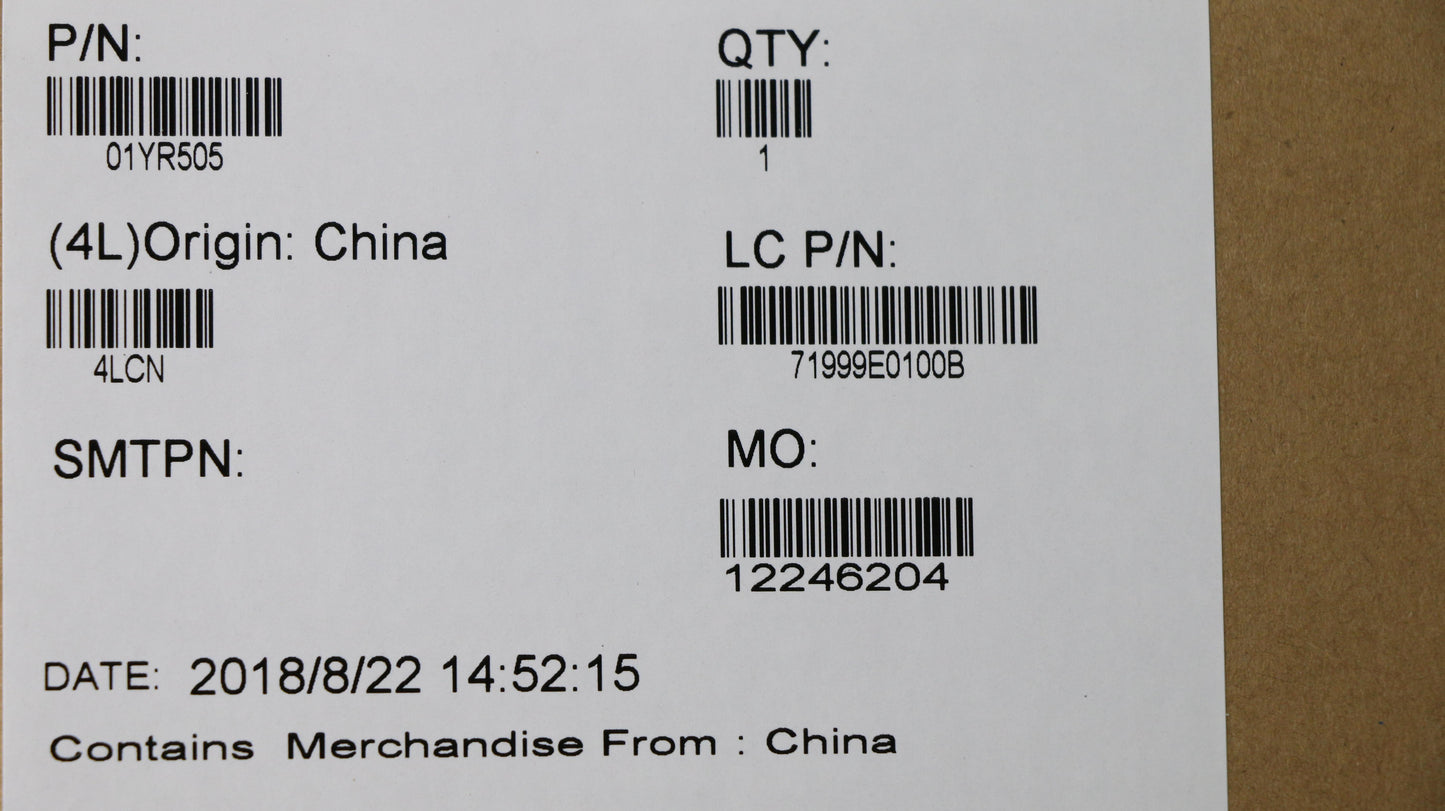 P/N:
01YR505
QTY:
1
(4L)Origin: China
4LCN
LC P/N:
71999E0100B
SMTPN:
MO:
12246204
DATE: 2018/8/22 14:52:15
Contains Merchandise From : China